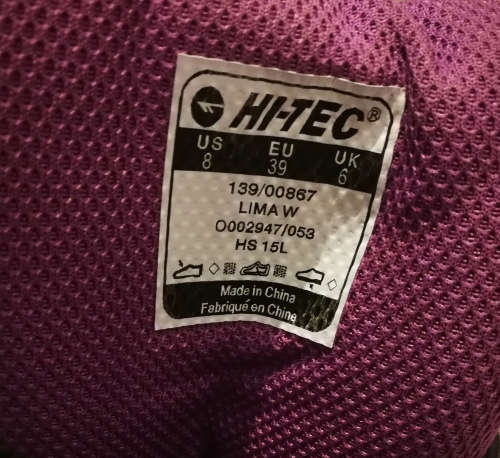 HI-TEC®
US EU UK
8 39 6
139/00867
LIMA W
O002947/053
HS 15L
Made in China
Fabriqué en Chine